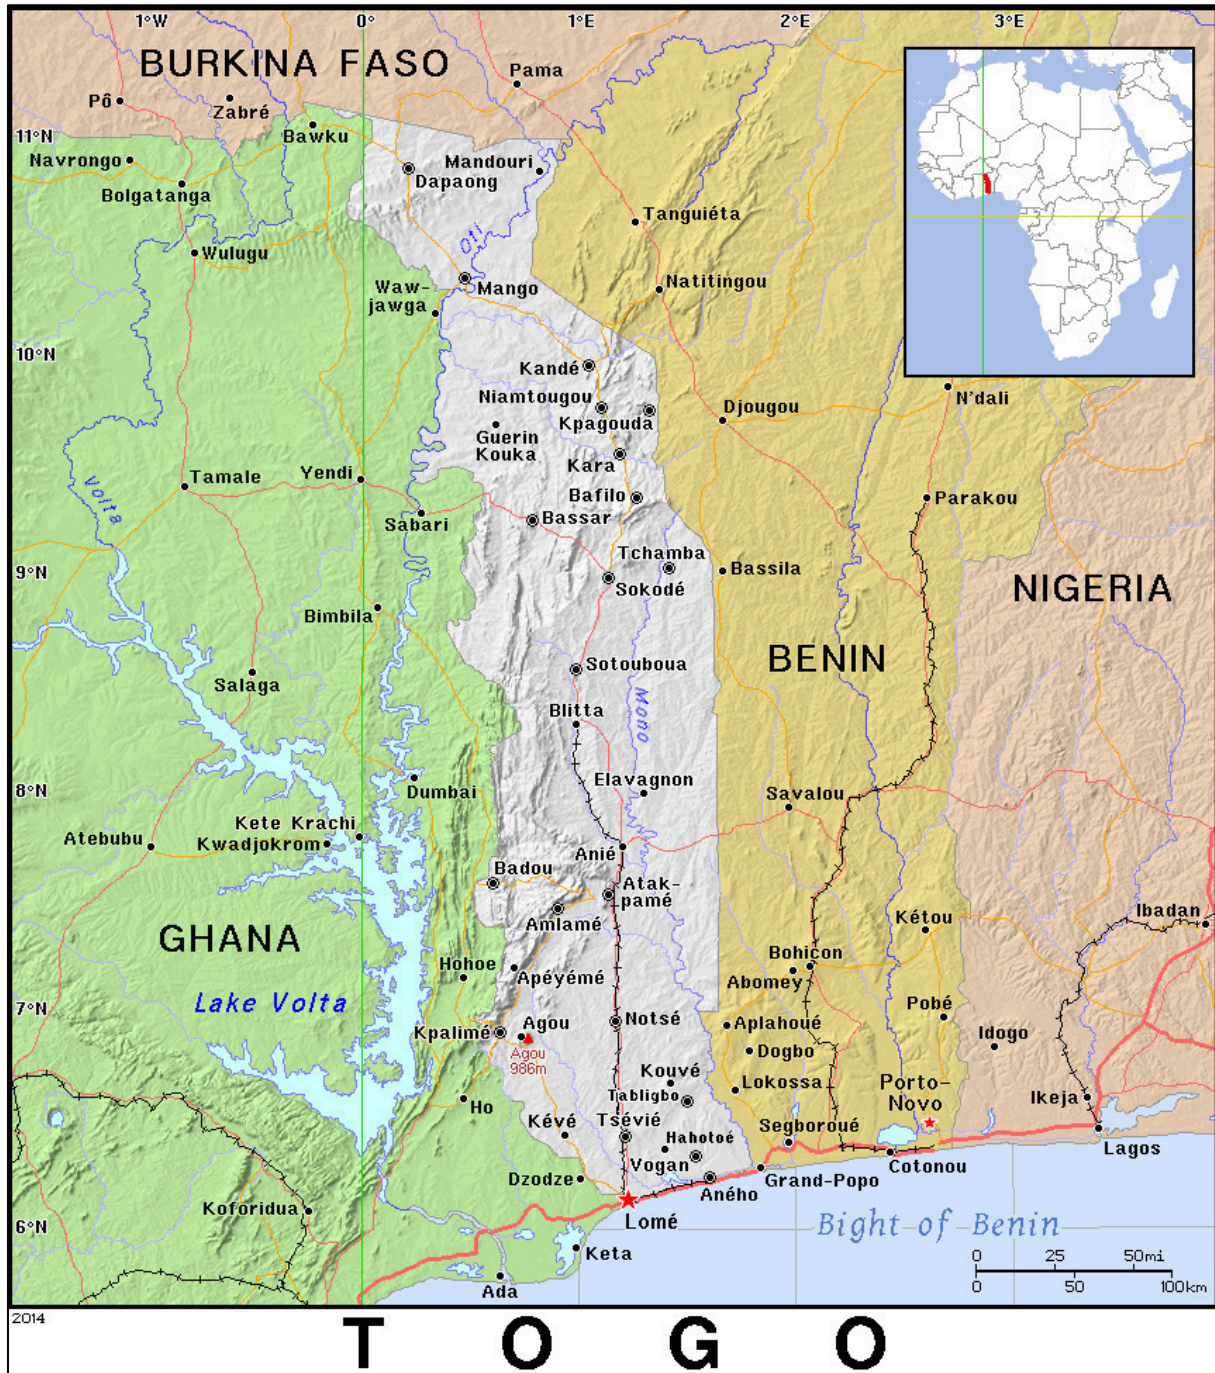 1°W
0°
1°E
2°E
3°E
BURKINA FASO
Pama
Pô
Zabré
Bawku
11°N
Navrongo
Bolgatanga
Mandouri
Dapaong
Tanguiéta
Wulugu
Oti
Waw-
jawga
Mango
Natitingou
10°N
Kandé
Niamtougou
Kpagouda
Djougou
N'dali
Guerin
Kouka
Kara
Tamale
Yendi
Bafilo
Parakou
Volta
Sabari
Bassar
Tchamba
9°N
Sokodé
Bassila
NIGERIA
Bimbila
Sotouboua
BENIN
Salaga
Mono
Blitta
8°N
Dumbai
Elavagnon
Savalou
Kete Krachi
Kwadjokrom
Atebubu
Anié
Badou
Atak-
pamé
Amlamé
Kétou
Ibadan
GHANA
Hohoe
Apéyémé
Bohicon
Abomey
Lake Volta
7°N
Pobé
Kpalimé
Agou
Notsé
Aplahoué
Agou
986m
Dogbo
Idogo
Kouvé
Lokossa
Porto-
Novo
Ho
Tabligbo
Ikeja
Kévé
Tsévié
Segboroué
Hahotoé
Lagos
Vogan
Cotonou
Dzodze
Aného
Grand-Popo
Koforidua
6°N
Lomé
Bight of Benin
Keta
Ada
0 25 50mi
0 50 100km
2014
TOGO